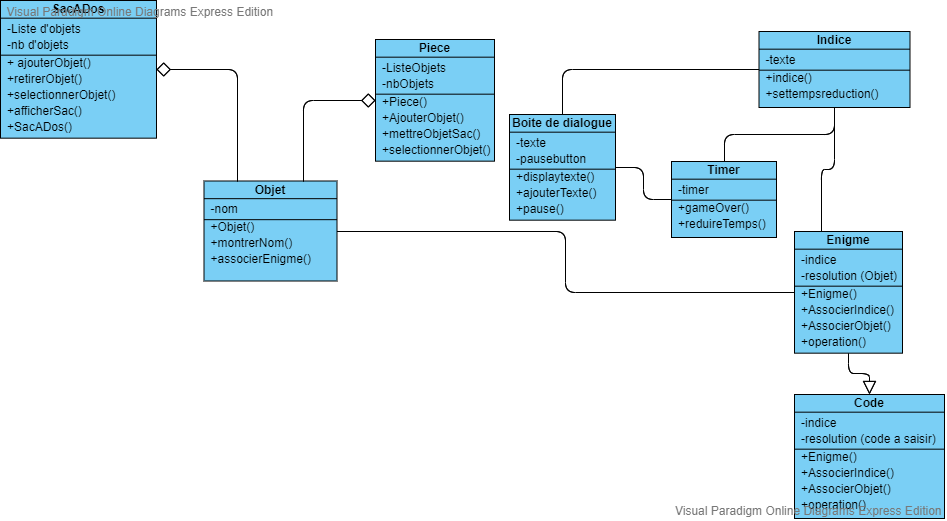 Visual Paradigm Online Diagrams Express Edition
SacADos
-Liste d'objets
-nb d'objets
+ ajouterObjet()
+retirerObjet()
+selectionnerObjet()
+afficherSac()
+SacADos()
Piece
-ListeObjets
-nbObjets
+Piece()
+AjouterObjet()
+mettreObjetSac()
+selectionnerObjet()
Indice
-texte
+indice()
+settempsreduction()
Boite de dialogue
-texte
-pausebutton
+displaytexte()
+ajouterTexte()
+pause()
Timer
-timer
+gameOver()
+reduireTemps()
Objet
-nom
+Objet()
+montrerNom()
+associerEnigme()
Enigme
-indice
-resolution (Objet)
+Enigme()
+AssocierIndice()
+AssocierObjet()
+operation()
Code
-indice
-resolution (code a saisir)
+Enigme()
+AssocierIndice()
+AssocierObjet()
+operation()
Visual Paradigm Online Diagrams Express Edition